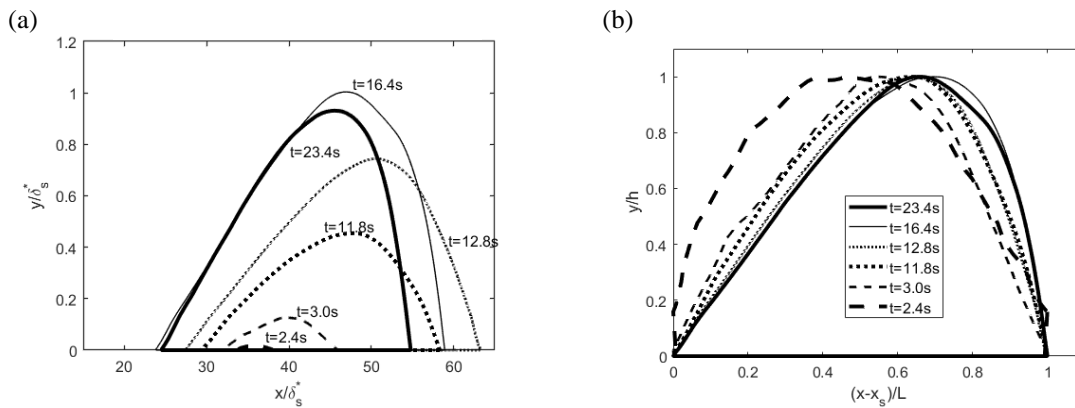 (a)
1.2
1
0.8
0.6
0.4
0.2
0
y/δ*s
t=16.4s
t=23.4s
t=12.8s
t=11.8s
t=3.0s
t=2.4s
20 30 40 50 60
x/δ*s
(b)
1
0.8
0.6
0.4
0.2
0
y/h
t=23.4s
t=16.4s
t=12.8s
t=11.8s
t=3.0s
t=2.4s
0 0.2 0.4 0.6 0.8 1
(x-xs)/L